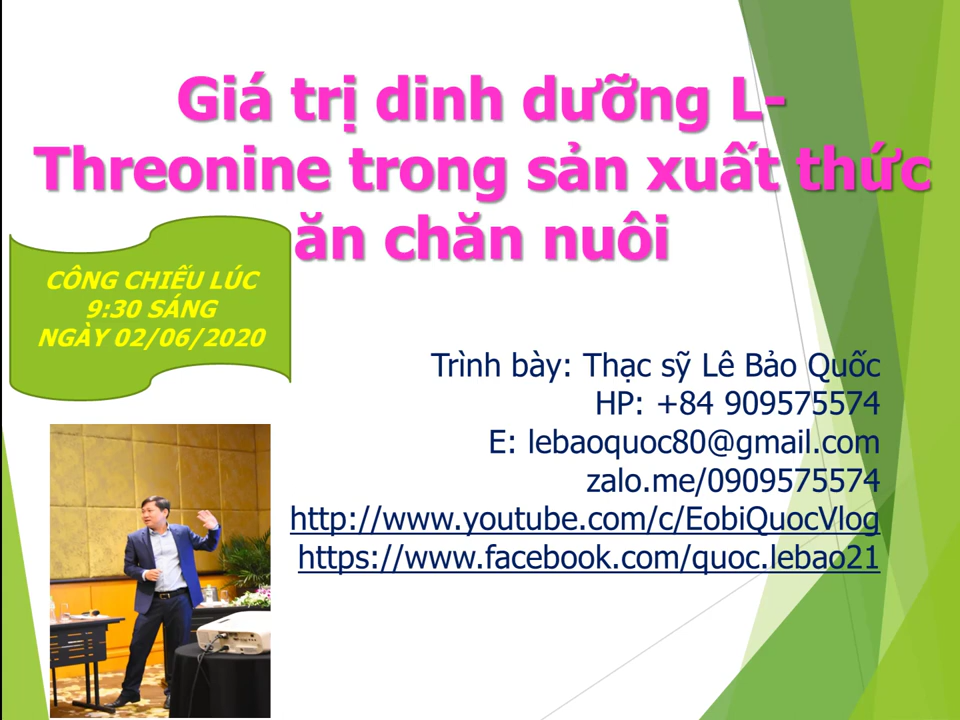 Giá trị dinh dưỡng L-
Threonine trong sản xuất thức
ăn chăn nuôi
CÔNG CHIẾU LÚC
9:30 SÁNG
NGÀY 02/06/2020
Trình bày: Thạc sỹ Lê Bảo Quốc
HP: +84 909575574
E: lebaoquoc80@gmail.com
zalo.me/0909575574
http://www.youtube.com/c/EobiQuocVlog
https://www.facebook.com/quoc.lebao21